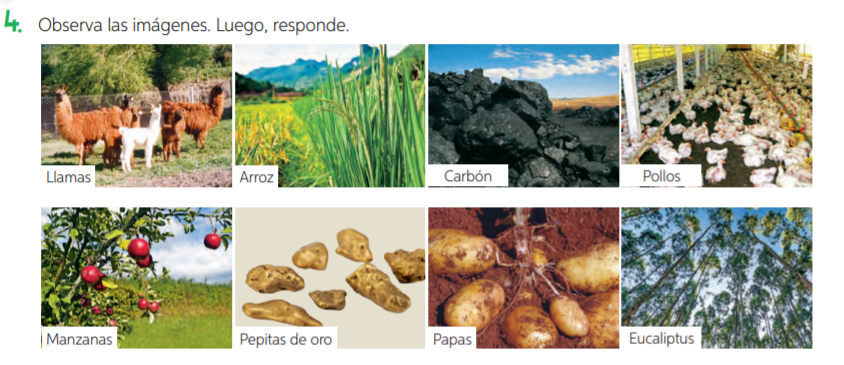 4. Observa las imágenes. Luego, responde.
Llamas
Arroz
Carbón
Pollos
Manzanas
Pepitas de oro
Papas
Eucaliptus